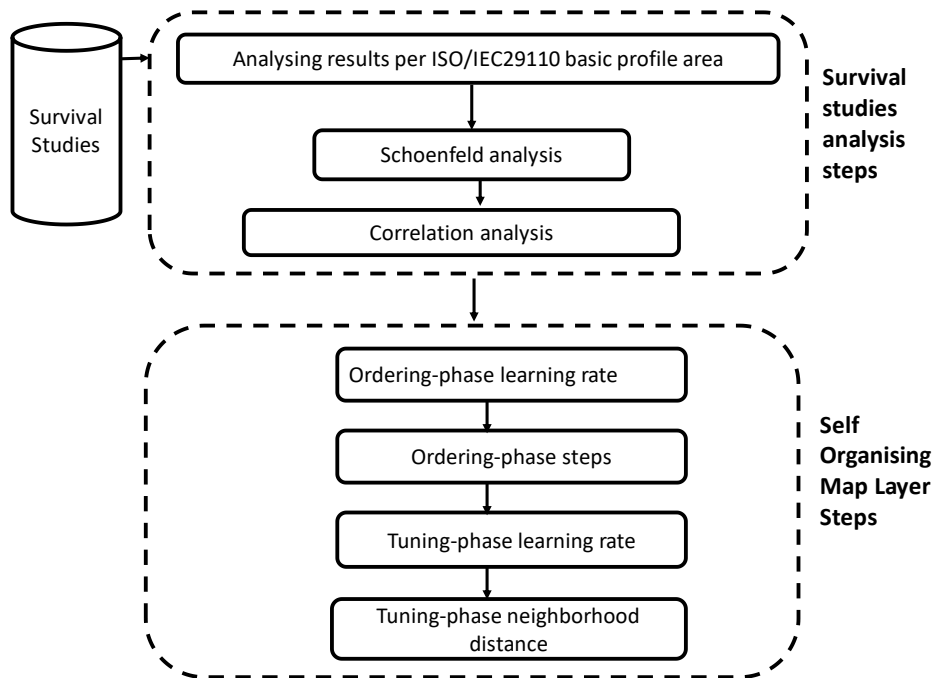 Survival
Studies
Analysing results per ISO/IEC29110 basic profile area
Schoenfeld analysis
Correlation analysis
Survival
studies
analysis
steps
Ordering-phase learning rate
Ordering-phase steps
Tuning-phase learning rate
Tuning-phase neighborhood
distance
Self
Organising
Map Layer
Steps